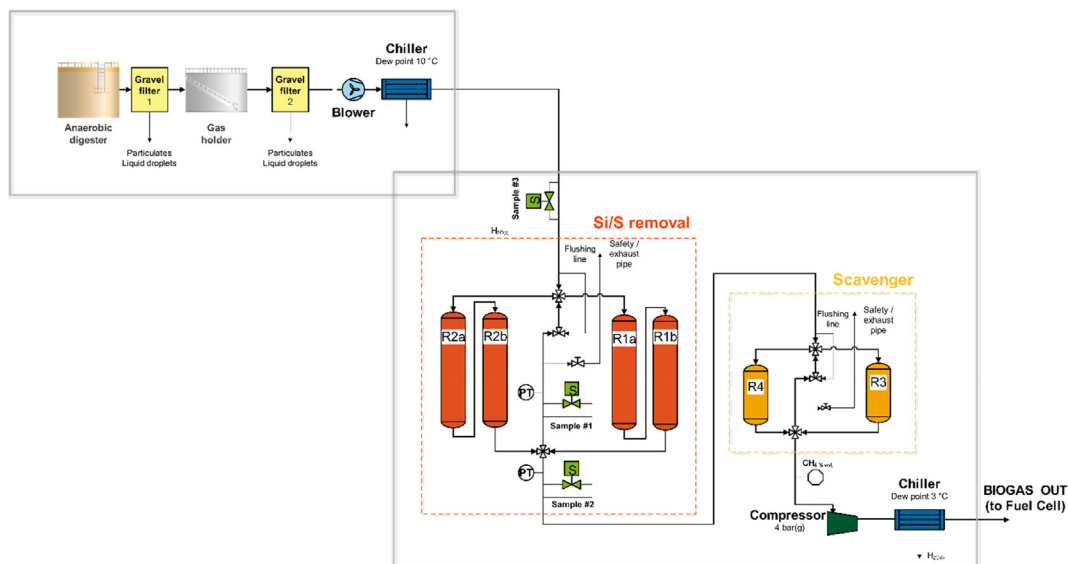 Chiller
Dew point 10 °C
Gravel
filter
1
Gravel
filter
2
Blower
Anaerobic
digester
Gas
holder
Particulates
Liquid droplets
Particulates
Liquid droplets
Sample #3
Si/S removal
Flushing
line
Safety /
exhaust
pipe
Scavenger
Flushing
line
Safety /
exhaust
pipe
R2a
R2b
R1a
R1b
R4
R3
PT
S
S
Sample #1
PT
S
Sample #2
CH4 % vol.
Chiller
Dew point 3 °C
BIOGAS OUT
(to Fuel Cell)
Compressor
4 bar(g)